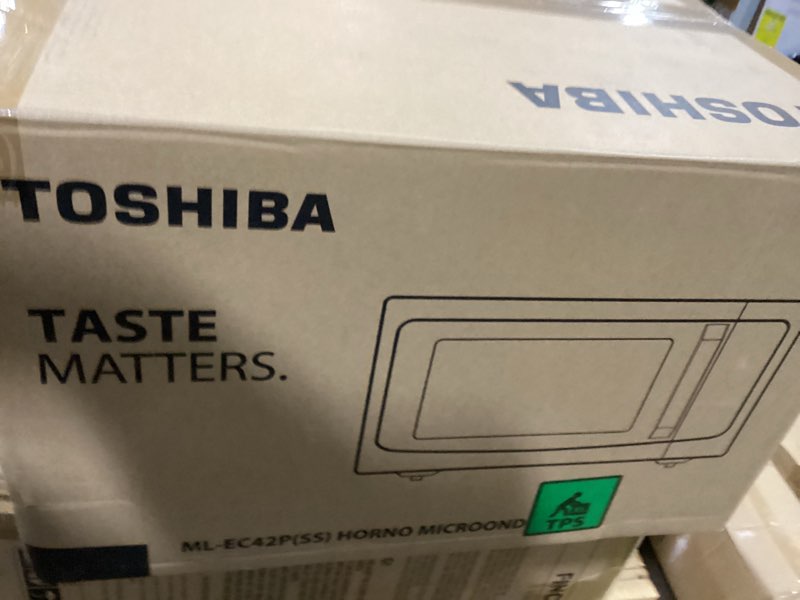 TOSHIBA
TOSHIBA
TASTE
MATTERS.
ML-EC42P(SS) HORNO MICROOND
TPS